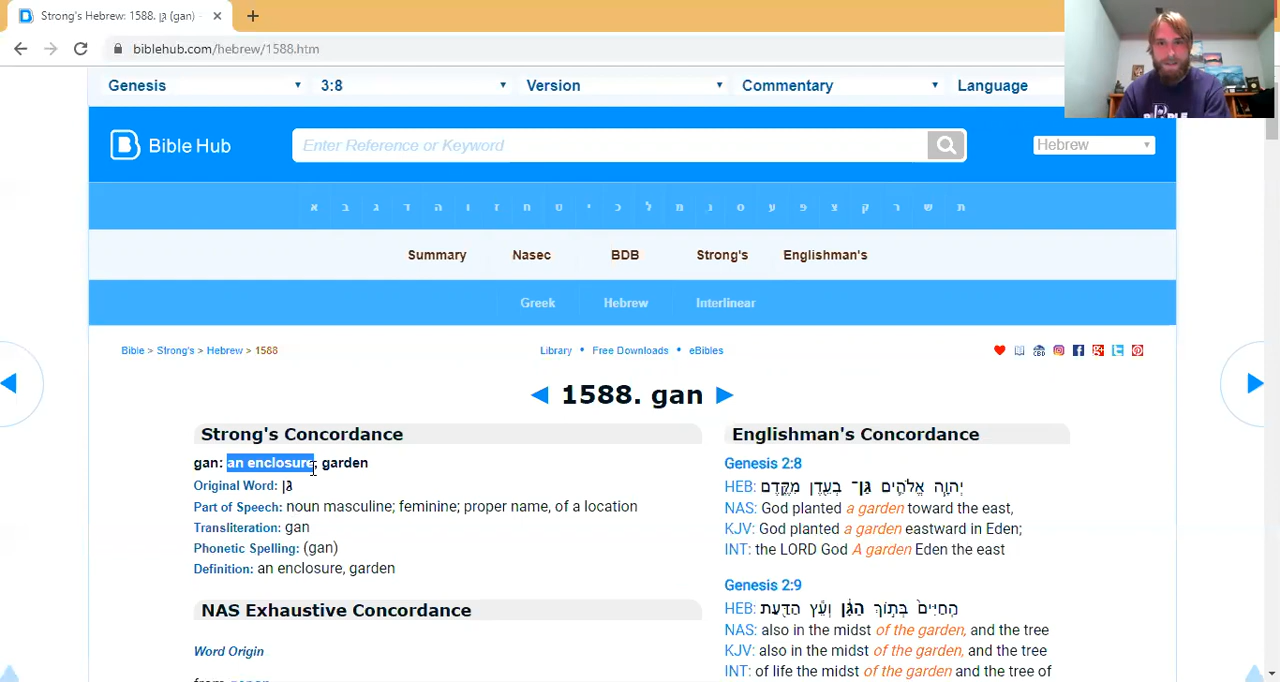 Strong's Hebrew: 1588. גַּן (gan) -
biblehub.com/hebrew/1588.htm
Genesis 3:8 Version Commentary Language
Bible Hub Enter Reference or Keyword Hebrew
א ב ג ד ה ו ז ח ט י כ ל מ נ ס ע פ צ ק ר ש ת
Summary Nasec BDB Strong's Englishman's
Greek Hebrew Interlinear
Bible > Strong's > Hebrew > 1588 Library • Free Downloads • eBibles
1588. gan
Strong's Concordance
gan: an enclosure, garden
Original Word: גַּן
Part of Speech: noun masculine; feminine; proper name, of a location
Transliteration: gan
Phonetic Spelling: (gan)
Definition: an enclosure, garden
NAS Exhaustive Concordance
Word Origin
Englishman's Concordance
Genesis 2:8
HEB: יְהוָ֧ה אֱלֹהִ֛ים גַּן־ בְעֵ֖דֶן מִקֶּ֑דֶם
NAS: God planted a garden toward the east,
KJV: God planted a garden eastward in Eden;
INT: the LORD God A garden Eden the east
Genesis 2:9
HEB: הַֽחַיִּים֙ בְּת֣וֹךְ הַגָּ֔ן וְעֵ֕ץ הַדַּ֖עַת
NAS: also in the midst of the garden, and the tree
KJV: also in the midst of the garden, and the tree
INT: of life the midst of the garden and the tree of